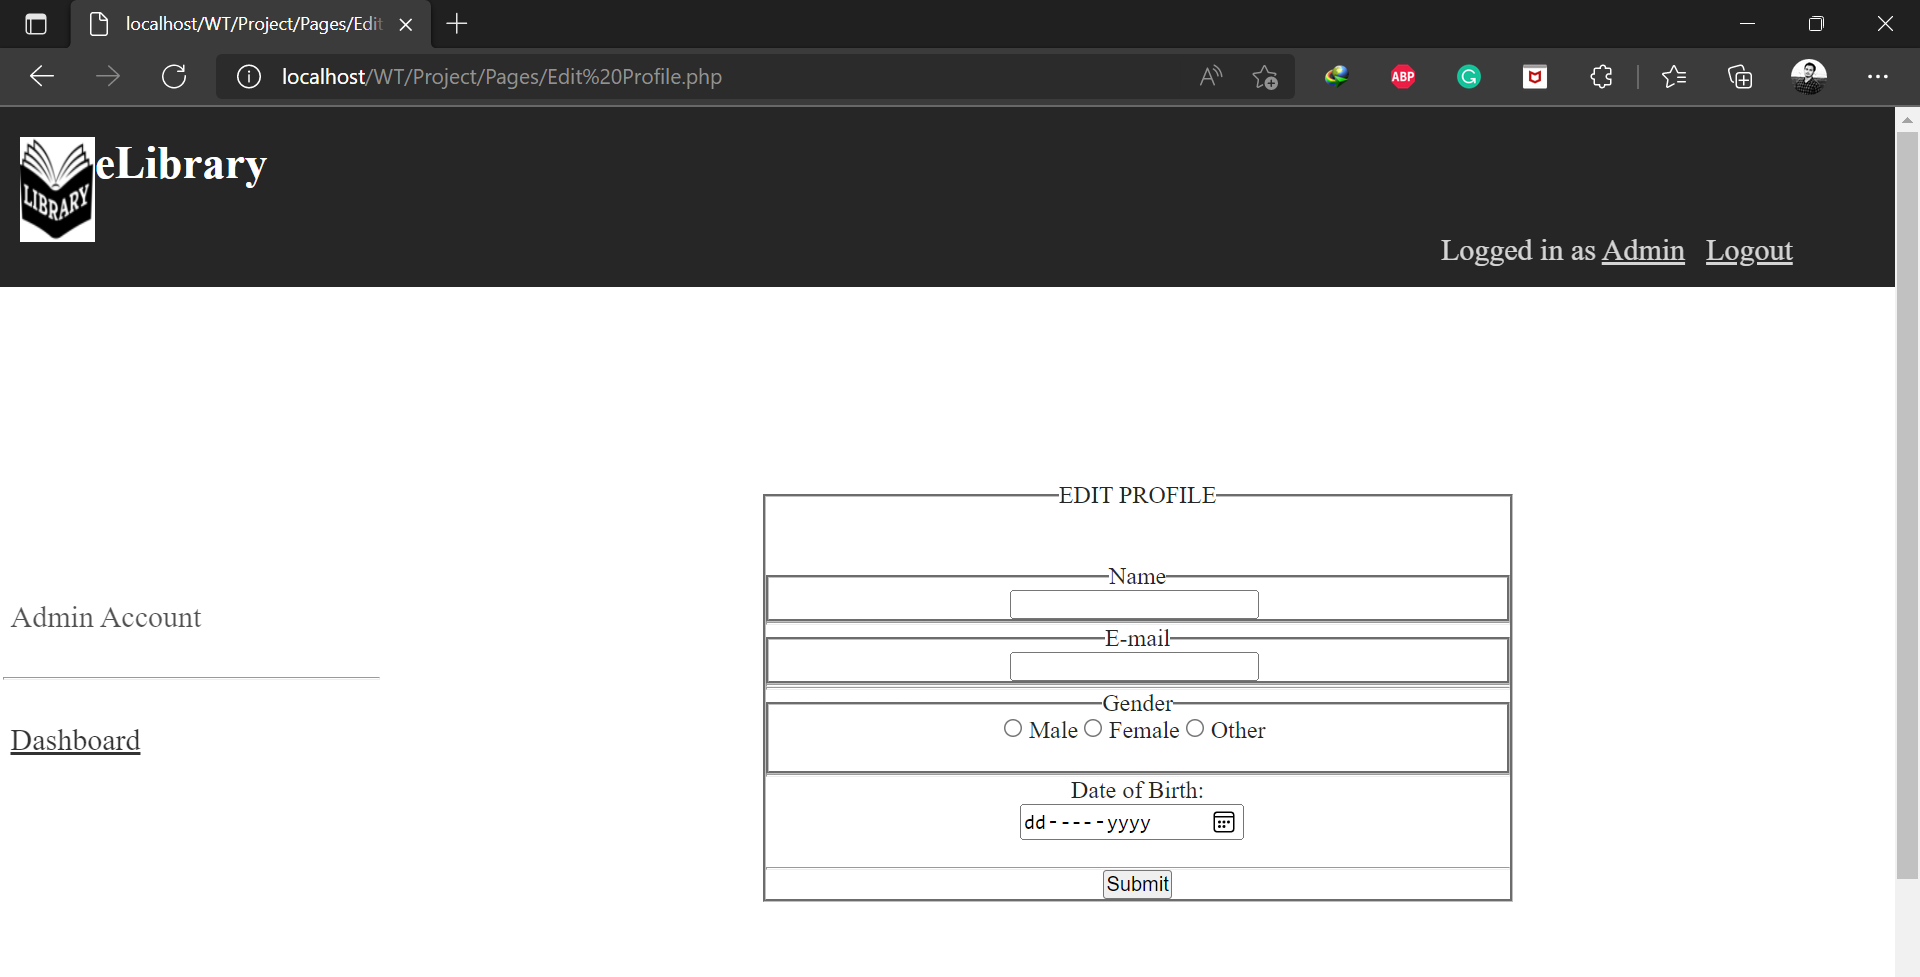 localhost/WT/Project/Pages/Edit
localhost/WT/Project/Pages/Edit%20Profile.php
ABP
LIBRARY
eLibrary
Logged in as Admin Logout
EDIT PROFILE
Name
E-mail
Admin Account
Gender
Male Female Other
Dashboard
Date of Birth:
dd-----yyyy
Submit